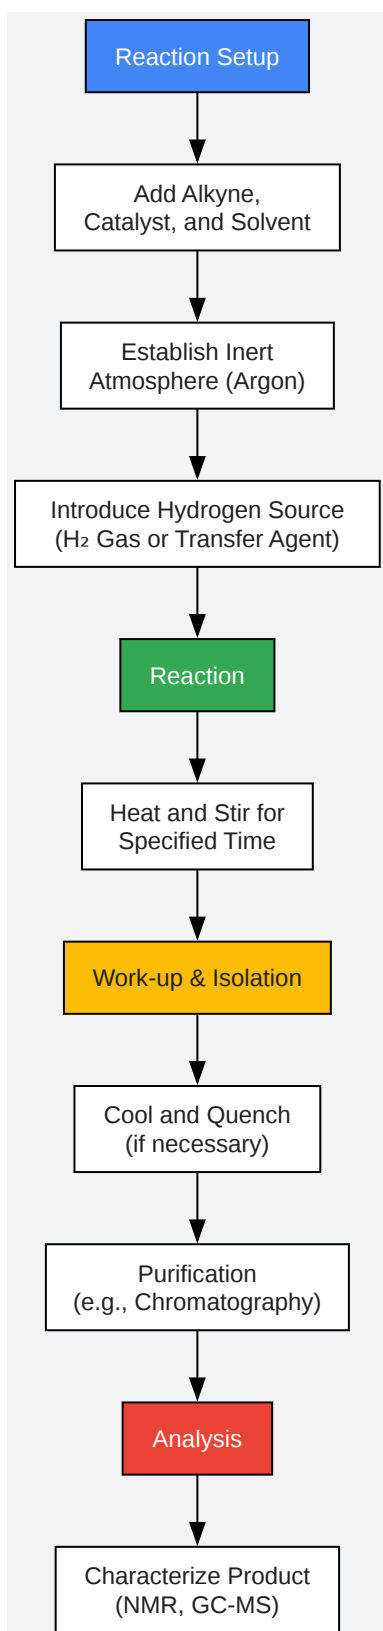 Reaction Setup
Add Alkyne,
Catalyst, and Solvent
Establish Inert
Atmosphere (Argon)
Introduce Hydrogen Source
(H₂ Gas or Transfer Agent)
Reaction
Heat and Stir for
Specified Time
Work-up & Isolation
Cool and Quench
(if necessary)
Purification
(e.g., Chromatography)
Analysis
Characterize Product
(NMR, GC-MS)